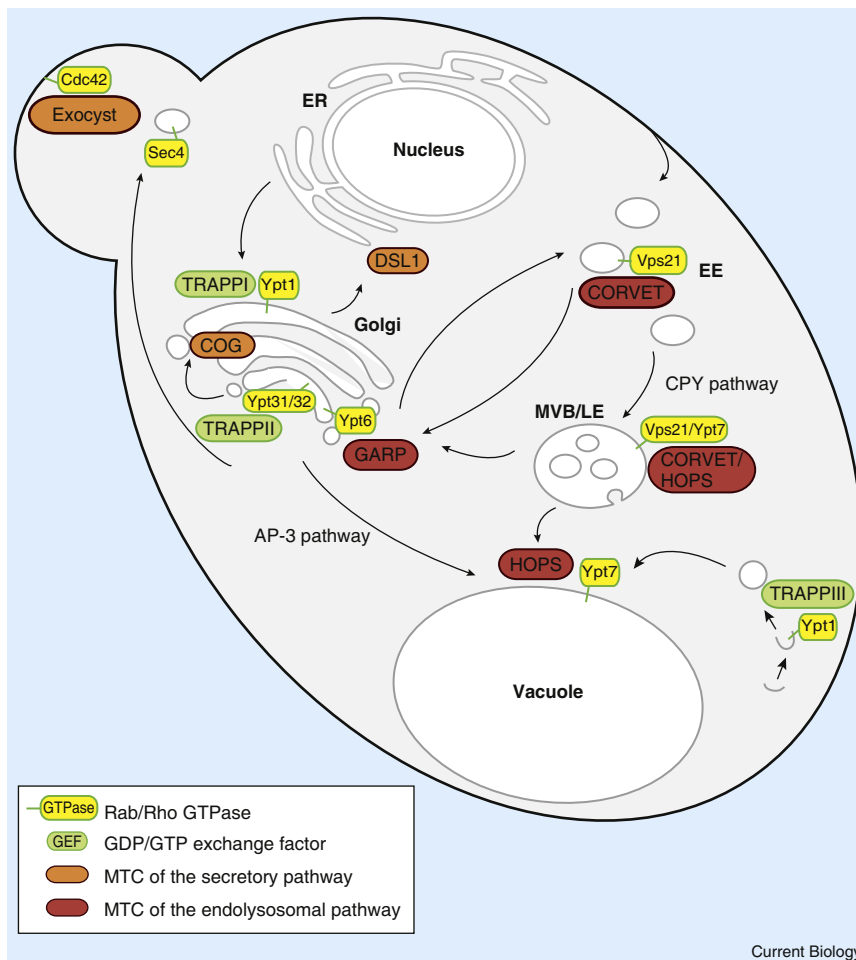 Cdc42
Exocyst
Sec4
ER
Nucleus
DSL1
TRAPPI
Ypt1
Golgi
COG
Ypt31/32
Ypt6
TRAPPII
GARP
Vps21
EE
CORVET
CPY pathway
MVB/LE
Vps21/Ypt7
CORVET/
HOPS
AP-3 pathway
HOPS
Ypt7
TRAPPIII
Ypt1
Vacuole
GTPase Rab/Rho GTPase
GEF GDP/GTP exchange factor
MTC of the secretory pathway
MTC of the endolysosomal pathway
Current Biology